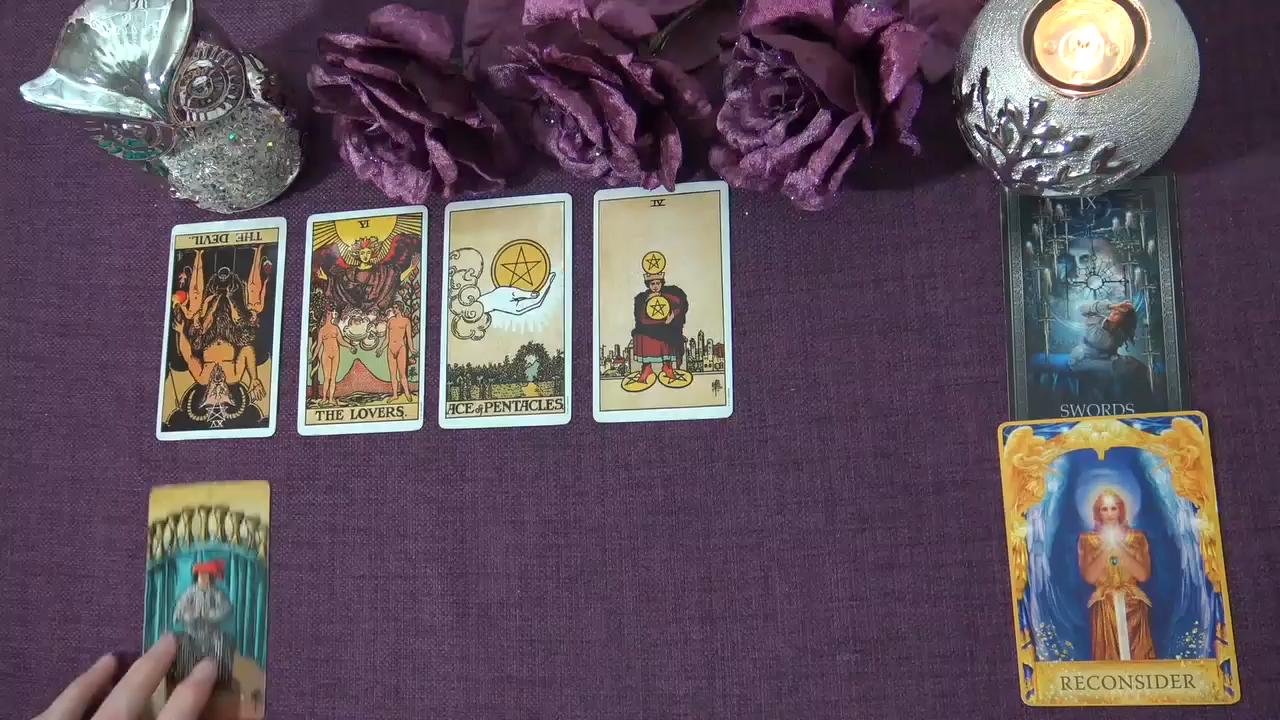 THE DEVIL.
XV
VI
THE LOVERS.
ACE of PENTACLES.
IV
IX
SWORDS
RECONSIDER